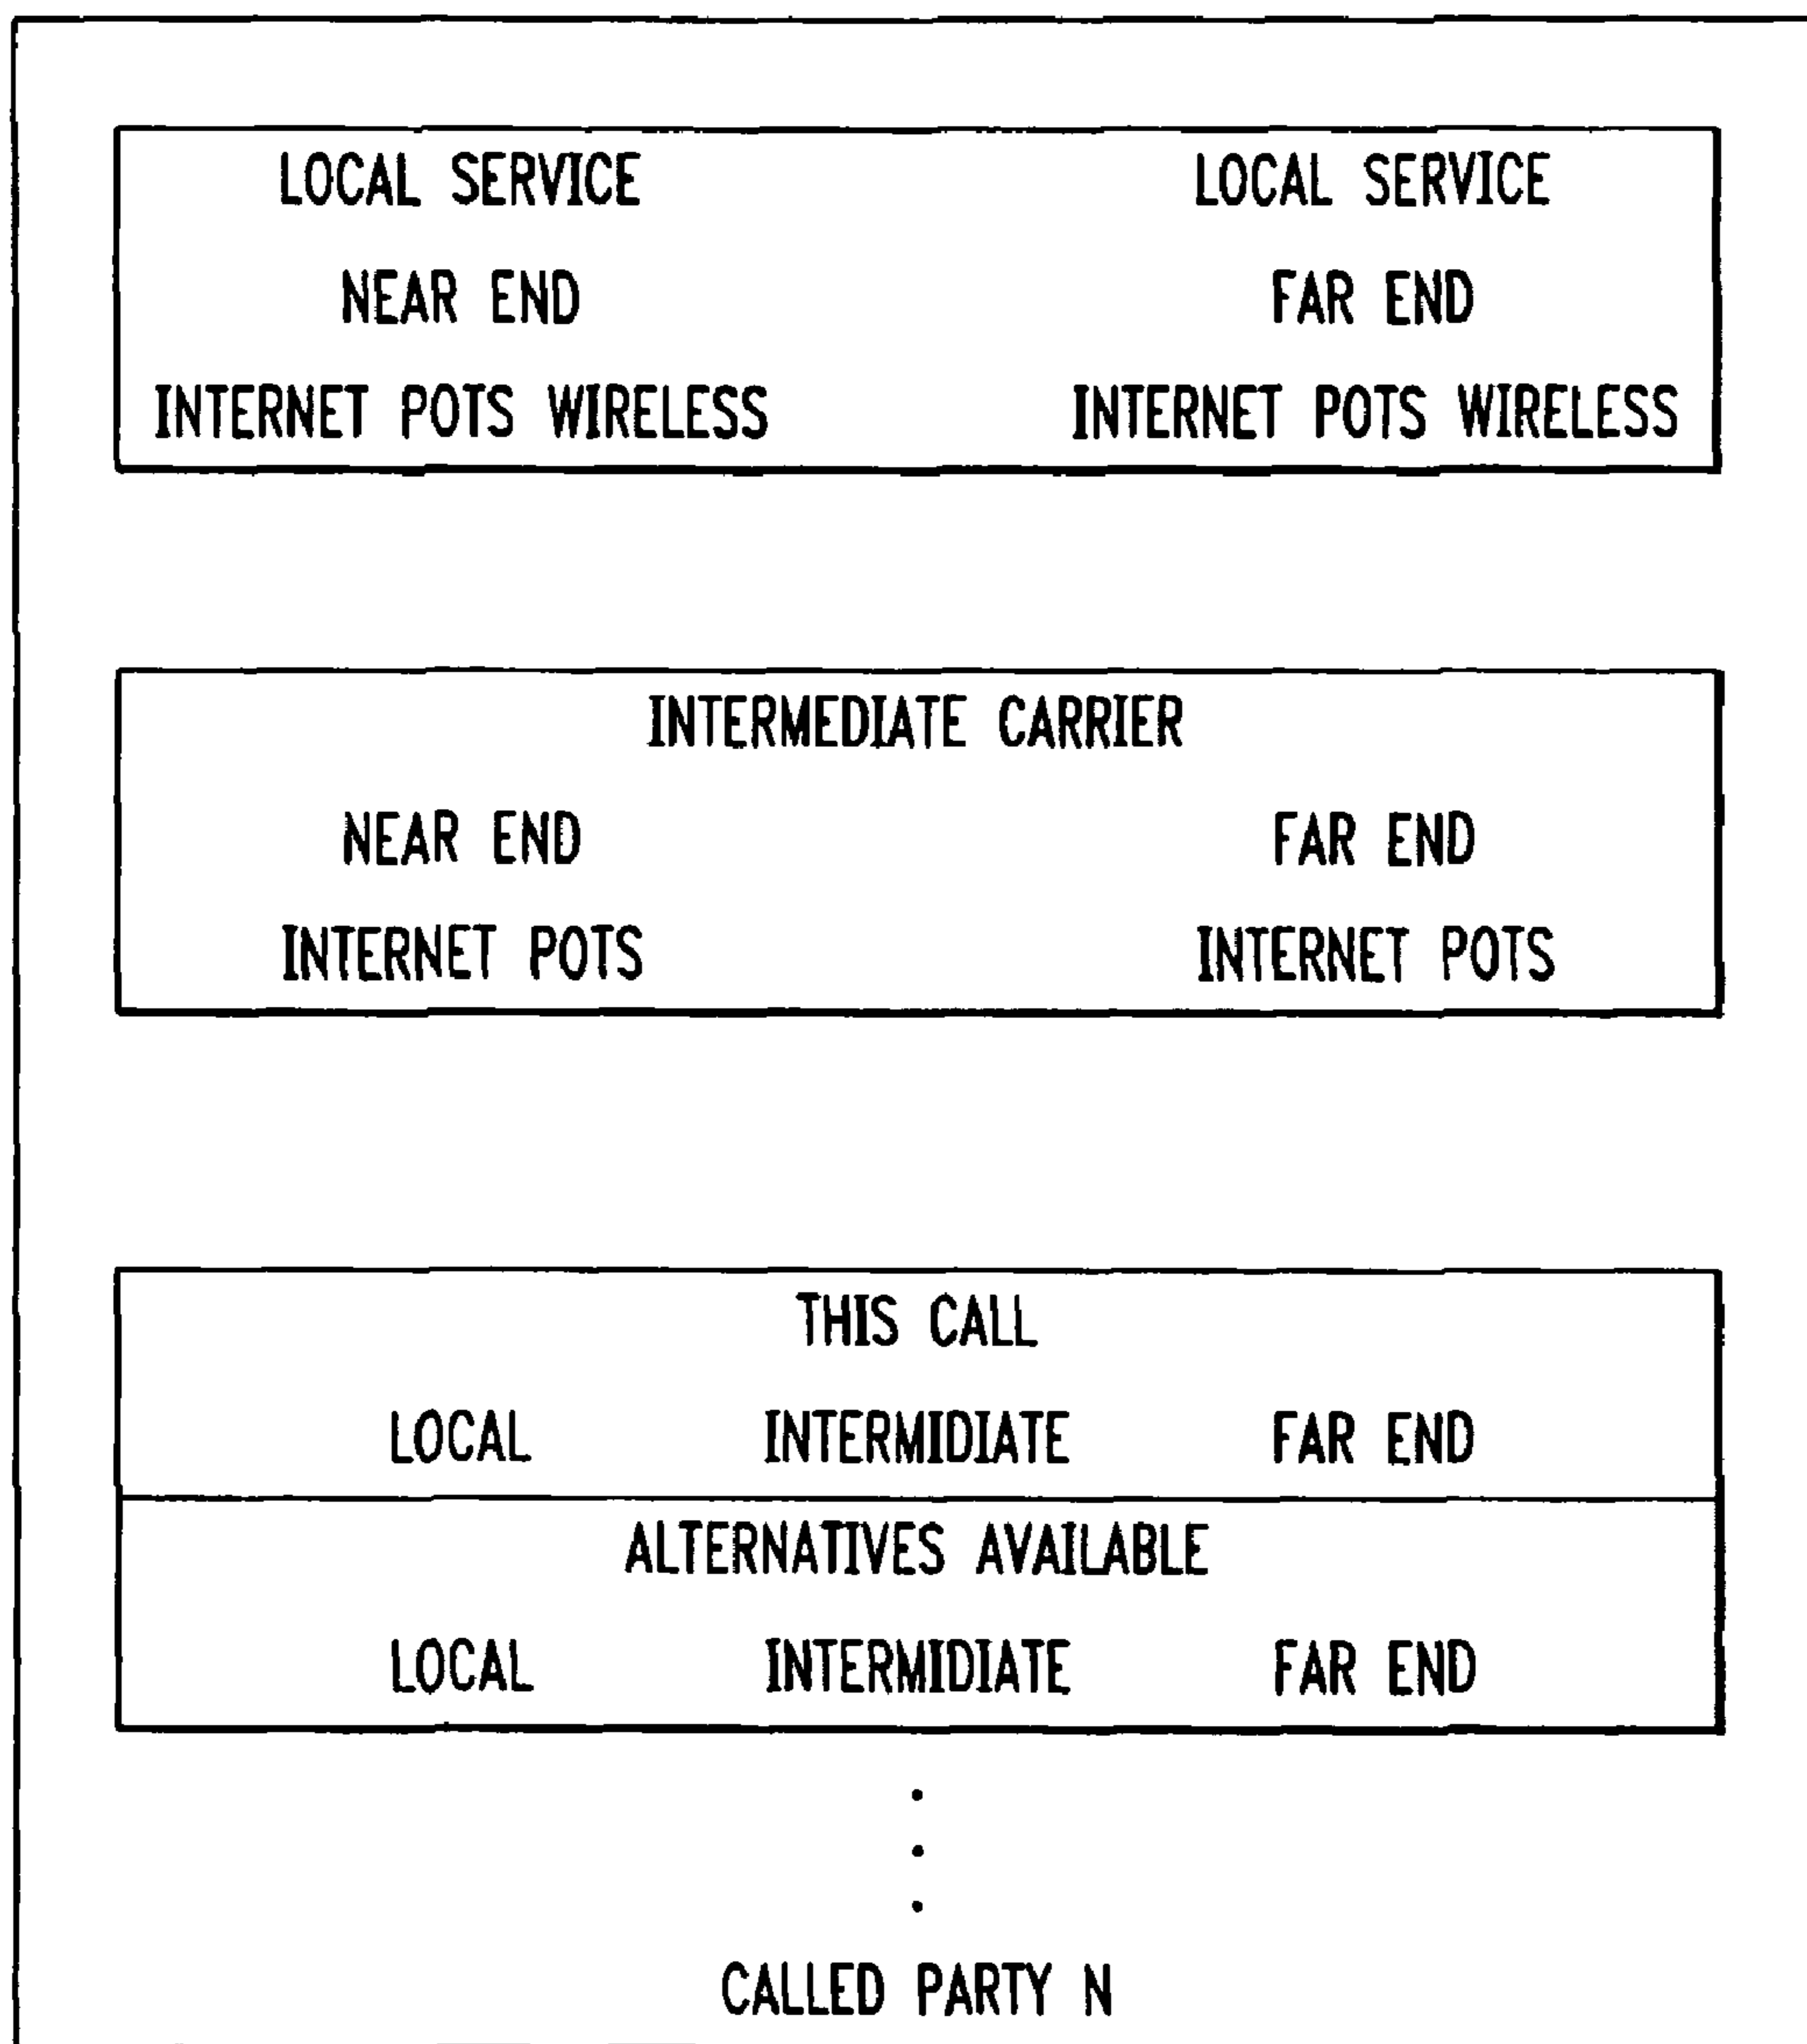 LOCAL SERVICE LOCAL SERVICE
NEAR END FAR END
INTERNET POTS WIRELESS INTERNET POTS WIRELESS
INTERMEDIATE CARRIER
NEAR END FAR END
INTERNET POTS INTERNET POTS
THIS CALL
LOCAL INTERMIDIATE FAR END
ALTERNATIVES AVAILABLE
LOCAL INTERMIDIATE FAR END
CALLED PARTY N